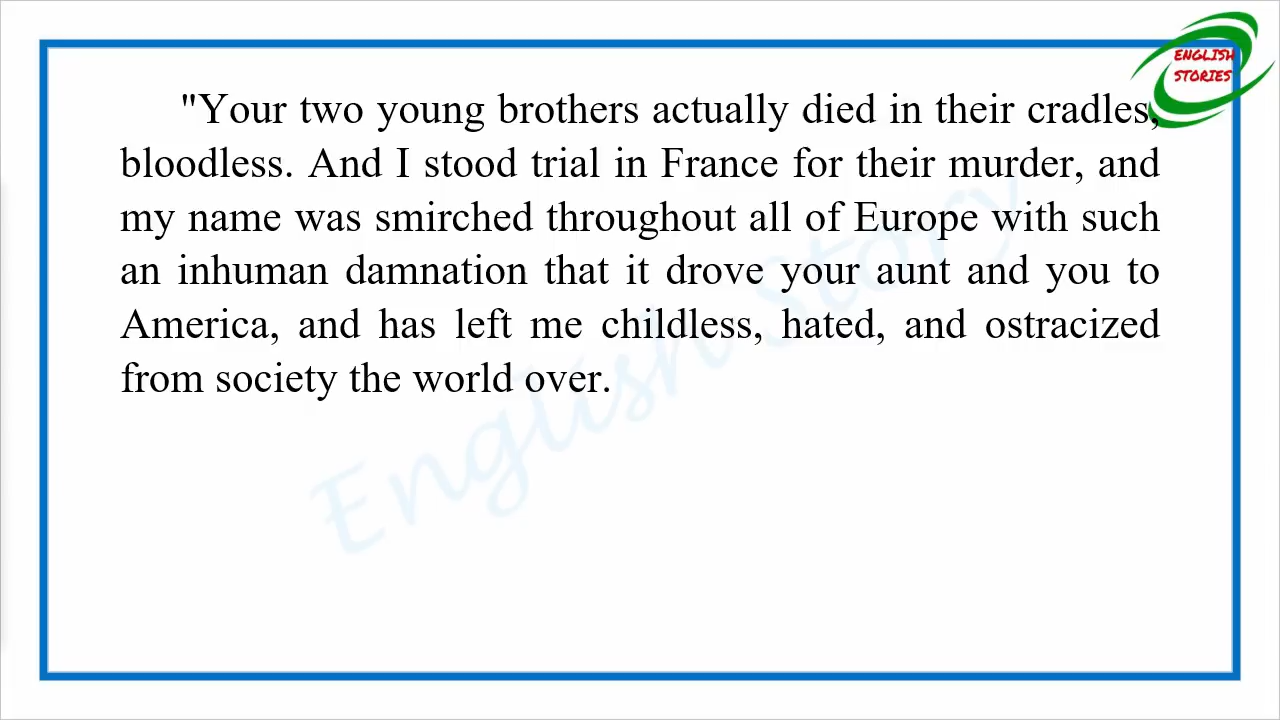 ENGLISH
STORIES
"Your two young brothers actually died in their cradles,
bloodless. And I stood trial in France for their murder, and
my name was smirched throughout all of Europe with such
an inhuman damnation that it drove your aunt and you to
America, and has left me childless, hated, and ostracized
from society the world over.
English Story